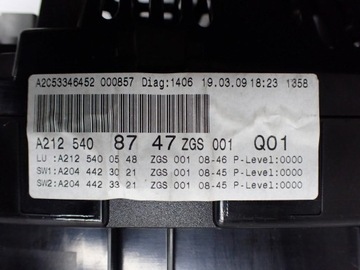 A2C53346452 000857 Diag:1406 19.03.09 18:23 1358
A212 540 87 47 ZGS 001 Q01
LU : A212 540 05 48 ZGS 001 08-46 P-Level:0000
SW1:A204 442 30 21 ZGS 001 08-45 P-Level:0000
SW2:A204 442 33 21 ZGS 001 08-45 P-Level:0000